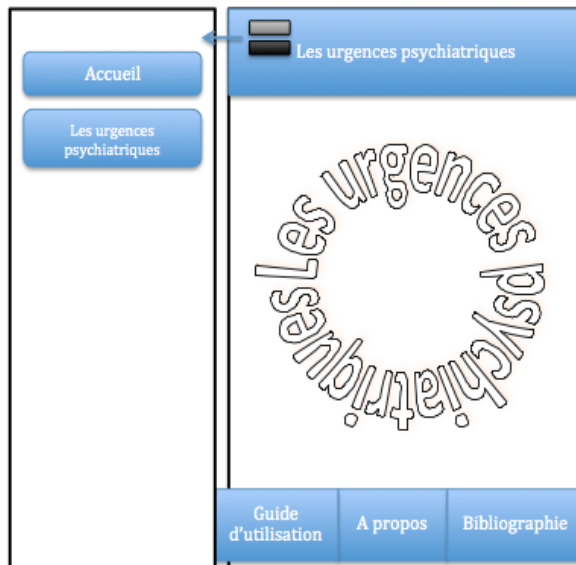 Accueil
Les urgences
psychiatriques
Les urgences psychiatriques
Les urgences psychiatriques
Guide
d'utilisation
A propos
Bibliographie